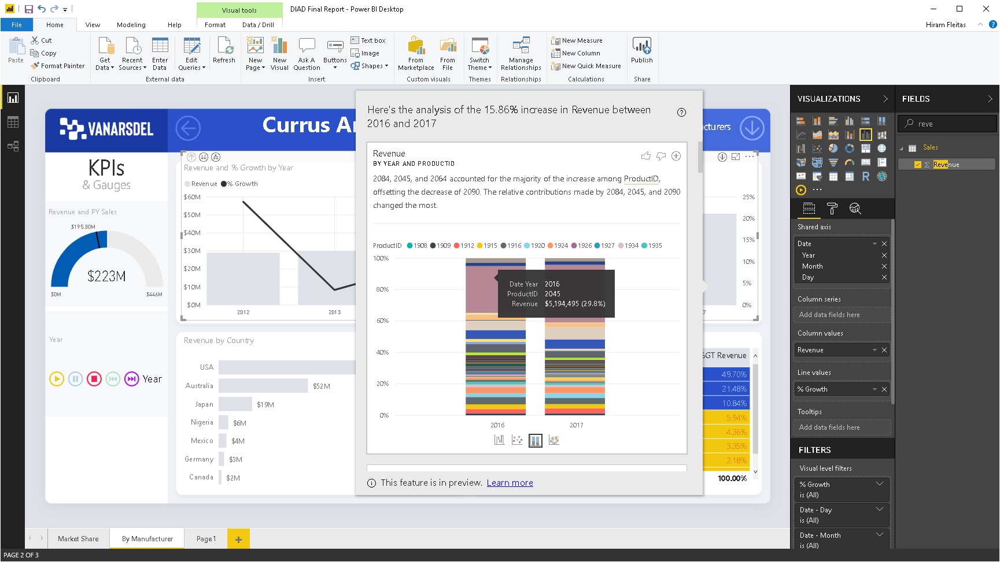 Visual tools
DIAD Final Report - Power BI Desktop
File
Home
View
Modeling
Help
Format
Data / Drill
Hiram Fleitas
Paste
Cut
Copy
Format Painter
Clipboard
Get Data
Recent Sources
Enter Data
Edit Queries
Refresh
External data
New Page
New Visual
Ask A Question
Buttons
Text box
Image
Shapes
Insert
From Marketplace
From File
Custom visuals
Switch Theme
Themes
Manage Relationships
Relationships
New Measure
New Column
New Quick Measure
Calculations
Publish
Share
VANARSDEL
Currus A
cturers
KPIs
& Gauges
Revenue and PY Sales
$195.80M
$223M
$0M
$446M
Year
Year
Revenue and % Growth by Year
Revenue
% Growth
$60M
$50M
$40M
$30M
$20M
$10M
$0M
2012
2013
7
25%
20%
15%
10%
5%
0%
Revenue by Country
USA
Australia
$52M
Japan
$19M
Nigeria
$6M
Mexico
$4M
Germany
$3M
Canada
$2M
Here's the analysis of the 15.86% increase in Revenue between
2016 and 2017
Revenue
BY YEAR AND PRODUCTID
2084, 2045, and 2064 accounted for the majority of the increase among ProductID,
offsetting the decrease of 2090. The relative contributions made by 2084, 2045, and 2090
changed the most.
ProductID 1908 1909 1912 1915 1916 1920 1924 1926 1927 1934 1935
100%
80%
60%
40%
20%
0%
Date Year 2016
ProductID 2045
Revenue $5,194,495 (29.8%)
2016
2017
This feature is in preview. Learn more
GT Revenue
49.70%
21.48%
10.84%
5.94%
4.36%
3.35%
2.18%
100.00%
VISUALIZATIONS
R
Shared axis
Date
Year
Month
Day
Column series
Add data fields here
Column values
Revenue
Line values
% Growth
Tooltips
Add data fields here
FILTERS
Visual level filters
% Growth
is (All)
Date - Day
is (All)
Date - Month
is (All)
FIELDS
reve
Sales
Revenue
Market Share
By Manufacturer
Page 1
PAGE 2 OF 3